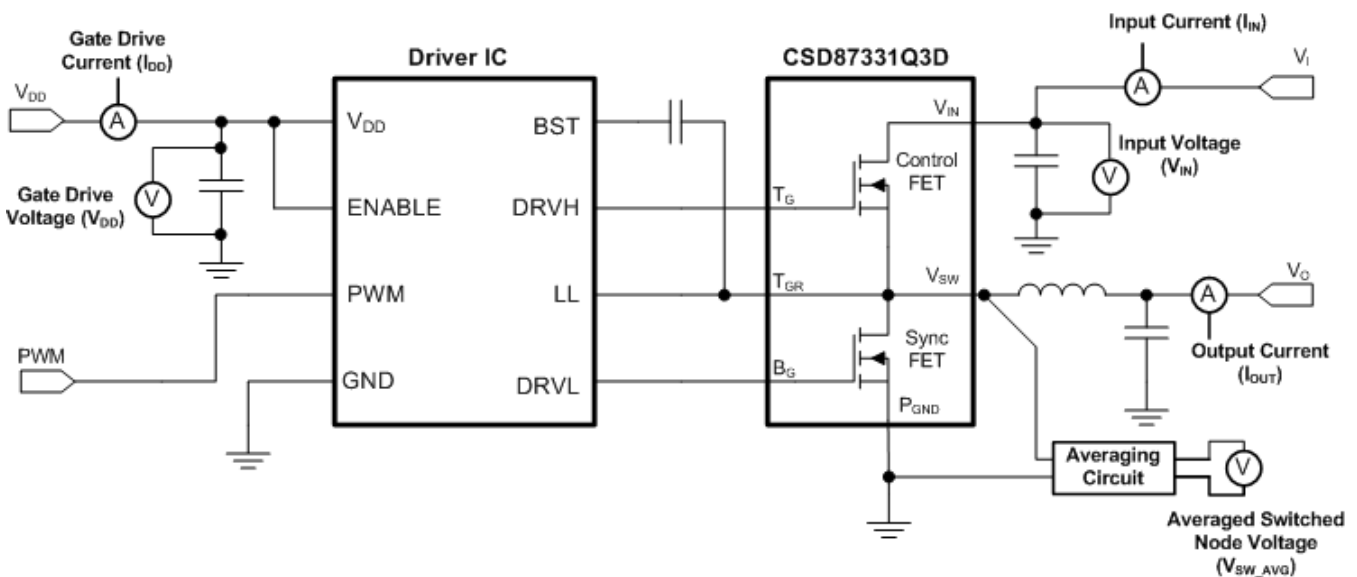 Gate Drive
Current (IDD)
VDD
A
Gate Drive
Voltage (VDD)
V
PWM
Driver IC
VDD
ENABLE
PWM
GND
BST
DRVH
LL
DRVL
CSD87331Q3D
VIN
Control
FET
TG
TGR
VSW
Sync
FET
BG
PGND
Input Current (IIN)
A
VI
Input Voltage
(VIN)
V
VO
A
Output Current
(IOUT)
Averaging
Circuit
V
Averaged Switched
Node Voltage
(VSW_AVG)